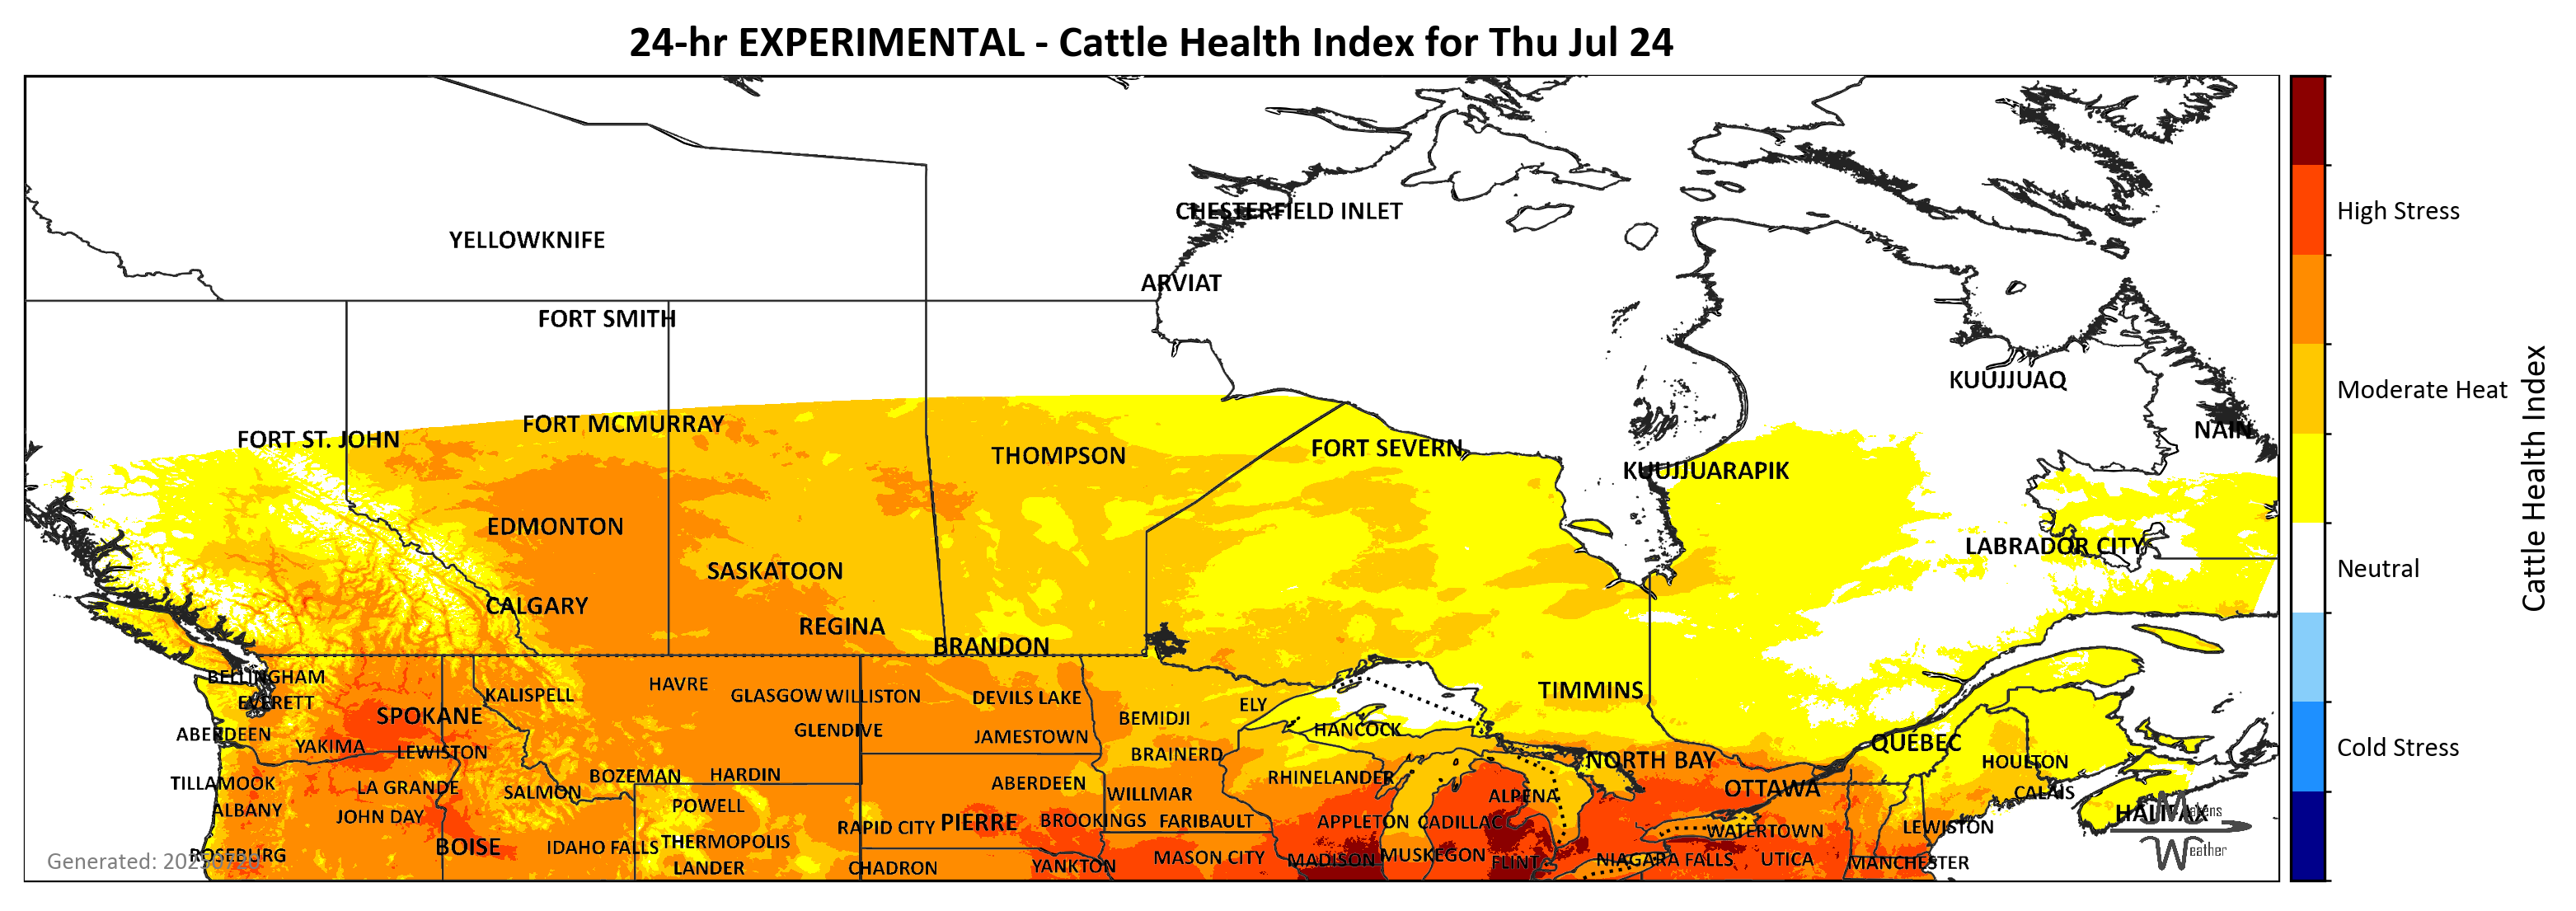 24-hr EXPERIMENTAL - Cattle Health Index for Thu Jul 24
CHESTERFIELD INLET
YELLOWKNIFE
ARVIAT
FORT SMITH
KUUJJUAQ
FORT MCMURRAY
NAIN
FORT ST. JOHN
FORT SEVERN
THOMPSON
KUUJJUARAPIK
EDMONTON
LABRADOR CITY
SASKATOON
CALGARY
REGINA
BRANDON
BELLINGHAM
HAVRE
TIMMINS
KALISPELL
GLASGOW
WILLISTON
DEVILS LAKE
EVERETT
ELY
SPOKANE
BEMIDJI
GLENDIVE
HANCOCK
ABERDEEN
JAMESTOWN
QUEBEC
YAKIMA
LEWISTON
BRAINERD
NORTH BAY
HOULTON
BOZEMAN
HARDIN
RHINELANDER
TILLAMOOK
ABERDEEN
LA GRANDE
OTTAWA
SALMON
WILLMAR
CALAIS
ALPENA
POWELL
ALBANY
JOHN DAY
HALIFAX
Makens
Weather
RAPID CITY
PIERRE
BROOKINGS
FARIBAULT
APPLETON
CADILLAC
WATERTOWN
LEWISTON
THERMOPOLIS
BOISE
IDAHO FALLS
ROSEBURG
MASON CITY
MADISON
MUSKEGON
FLINT
NIAGARA FALLS
UTICA
MANCHESTER
LANDER
CHADRON
YANKTON
Generated:
High Stress
Moderate Heat
Neutral
Cold Stress
Cattle Health Index